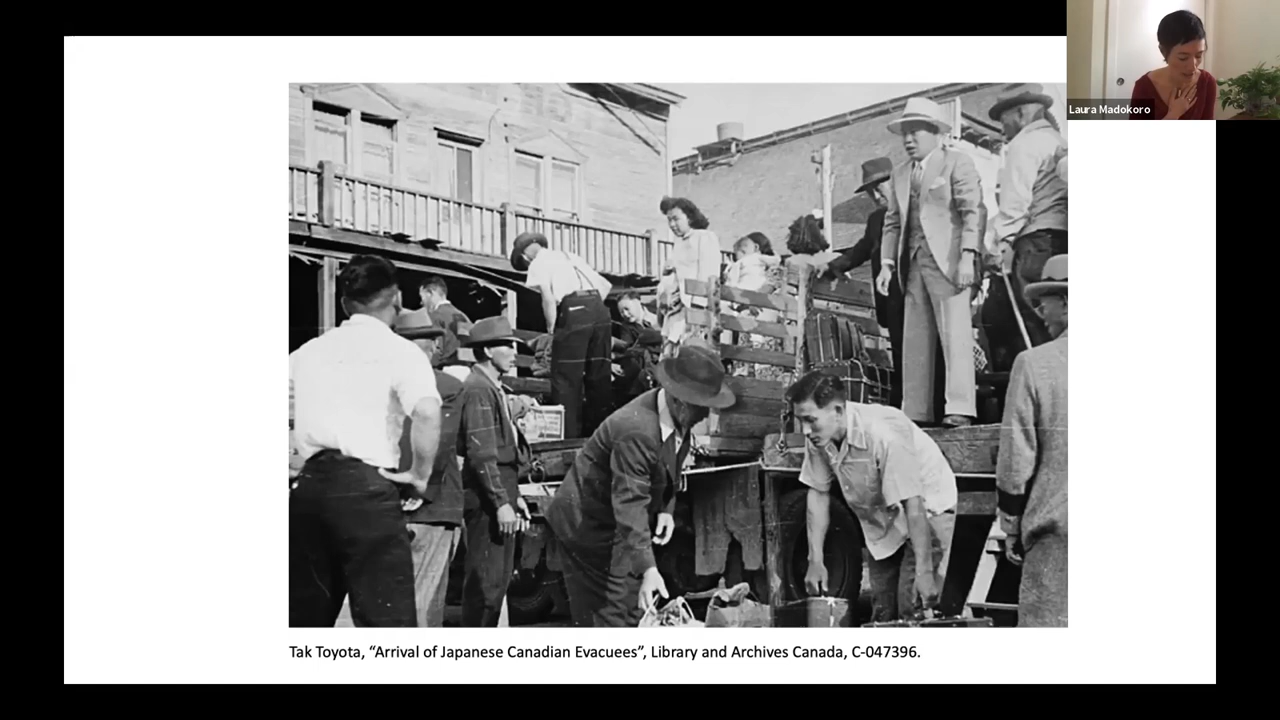 Laura Madokoro
Tak Toyota, “Arrival of Japanese Canadian Evacuees”, Library and Archives Canada, C-047396.